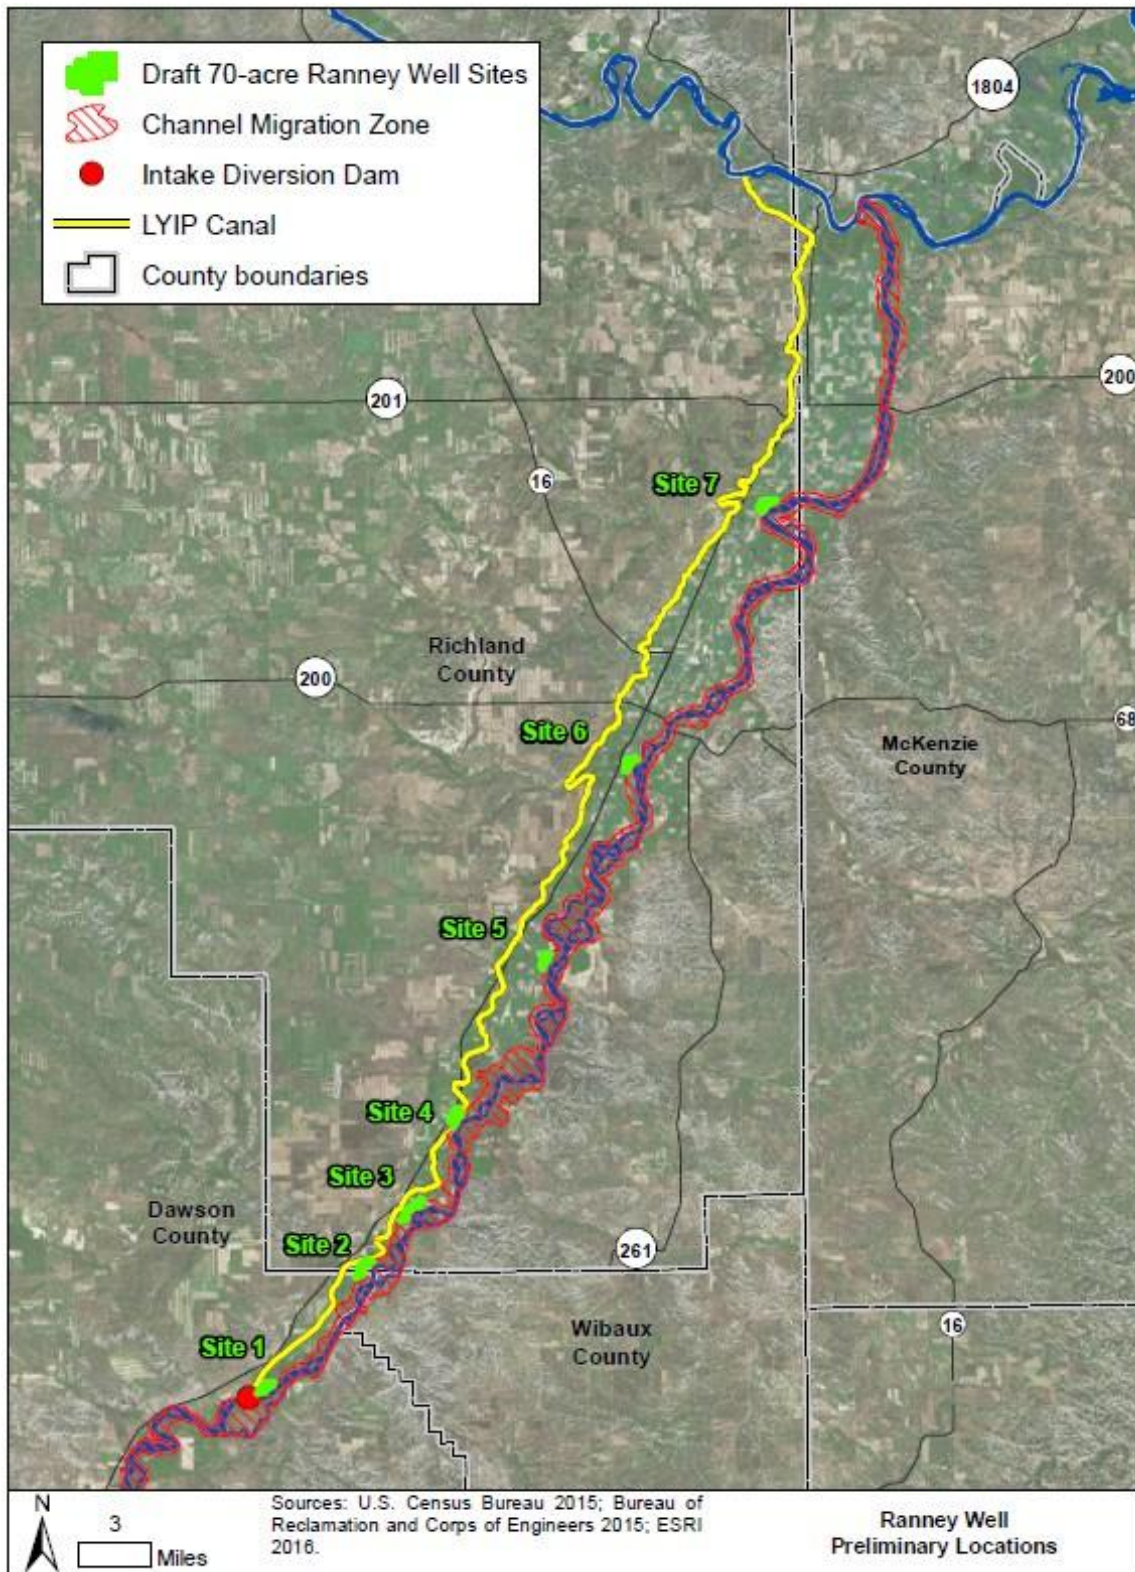 Draft 70-acre Ranney Well Sites
Channel Migration Zone
Intake Diversion Dam
LYIP Canal
County boundaries
1804
200
201
16
Site 7
Richland
County
200
Site 6
68
McKenzie
County
Site 5
Site 4
Site 3
Dawson
County
Site 2
261
16
Wibaux
County
Site 1
N
3
Miles
Sources: U.S. Census Bureau 2015; Bureau of
Reclamation and Corps of Engineers 2015; ESRI
2016.
Ranney Well
Preliminary Locations